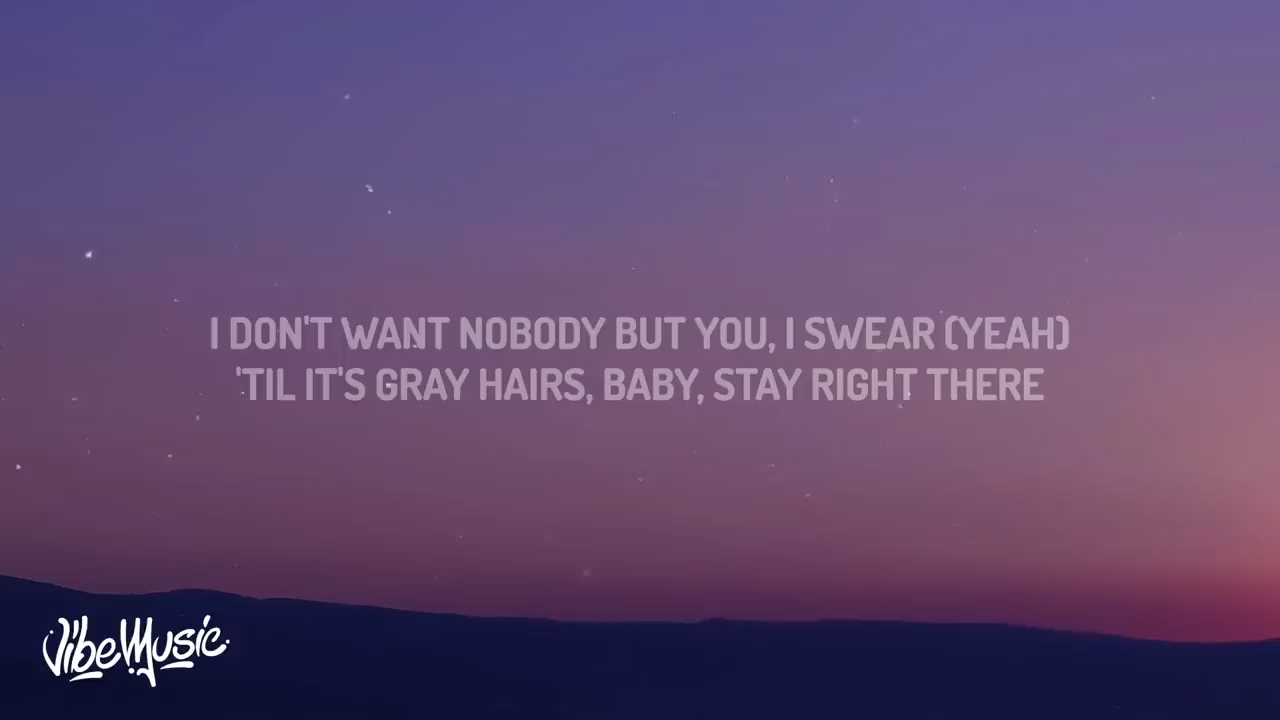 I DON'T WANT NOBODY BUT YOU, I SWEAR (YEAH)
'TIL IT'S GRAY HAIRS, BABY, STAY RIGHT THERE
VibeMusic